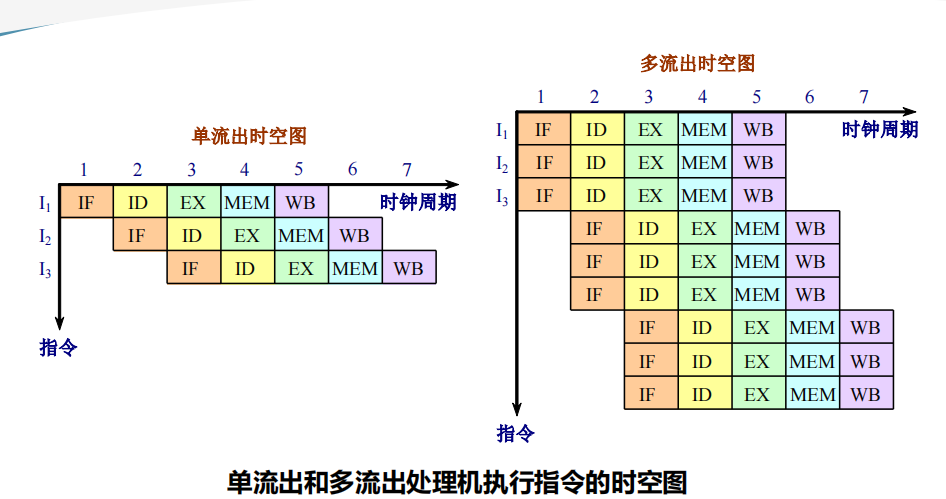 单流出时空图
1 2 3 4 5 6 7
时钟周期
I1 IF ID EX MEM WB
I2 IF ID EX MEM WB
I3 IF ID EX MEM WB
指令
多流出时空图
1 2 3 4 5 6 7
时钟周期
I1 IF ID EX MEM WB
I2 IF ID EX MEM WB
I3 IF ID EX MEM WB
IF ID EX MEM WB
IF ID EX MEM WB
IF ID EX MEM WB
IF ID EX MEM WB
IF ID EX MEM WB
IF ID EX MEM WB
指令
单流出和多流出处理机执行指令的时空图